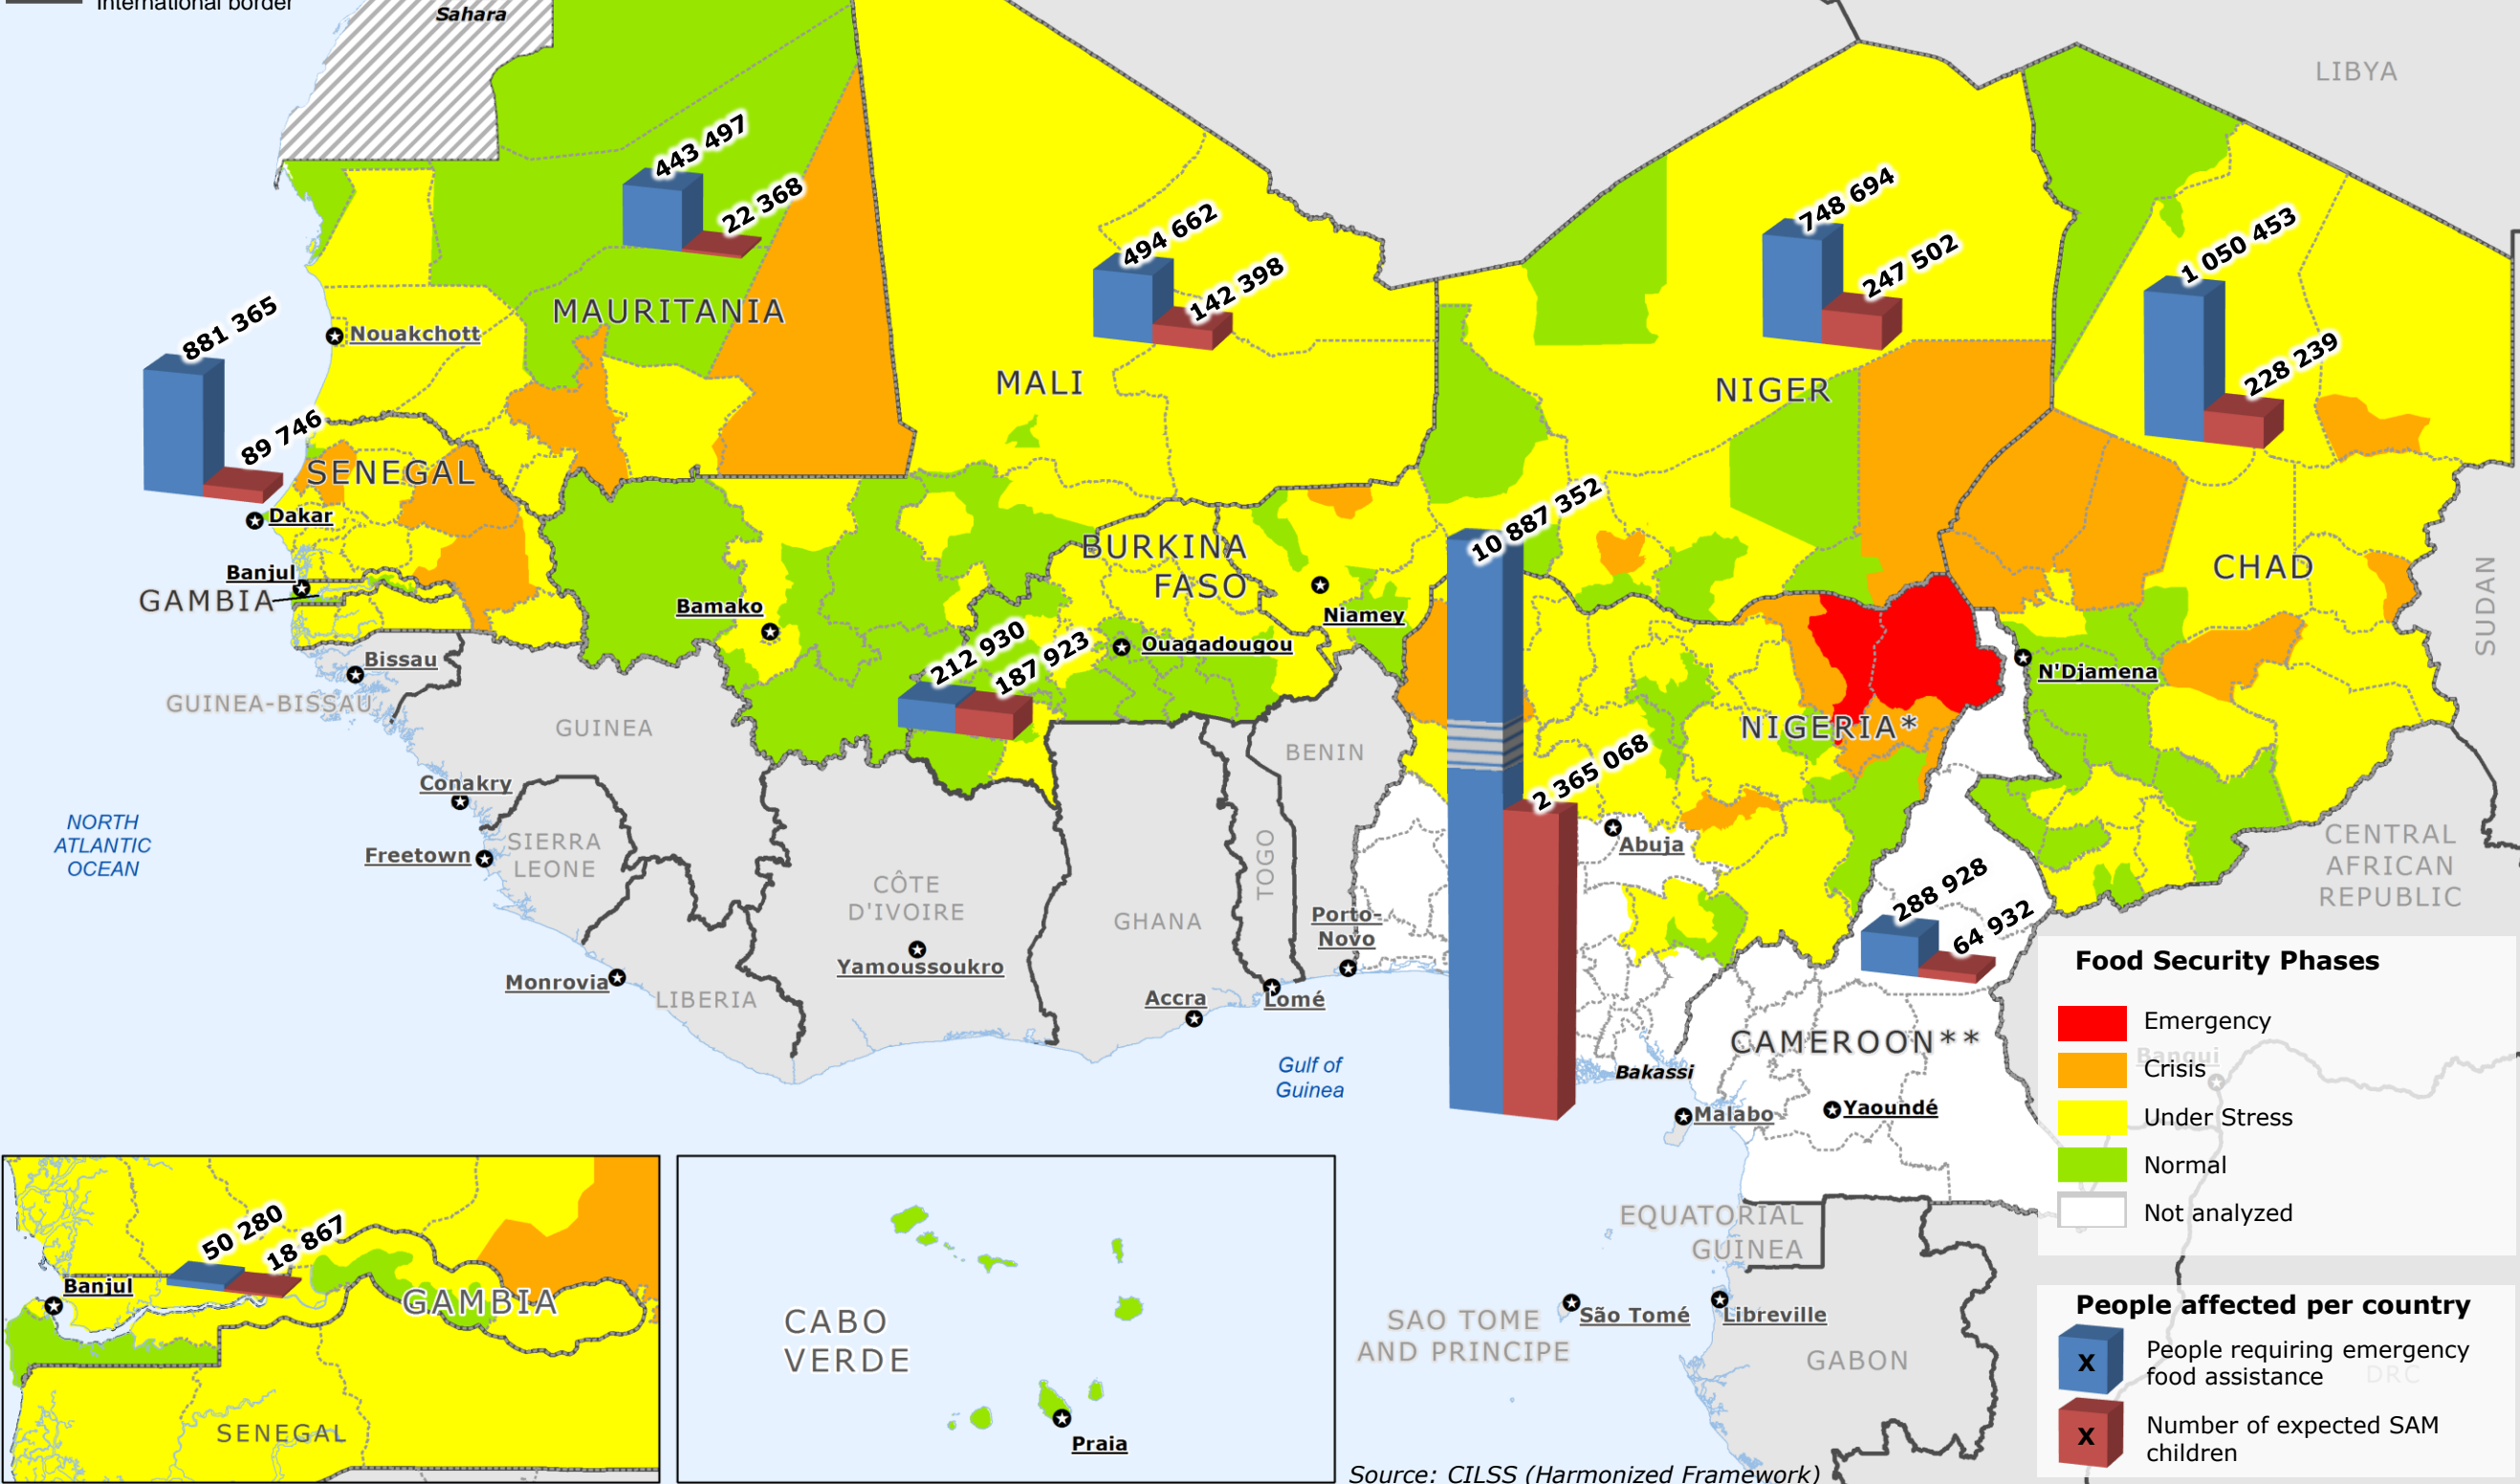 International border
Sahara
LIBYA
443 497
22 368
494 662
142 398
748 694
247 502
1 050 453
228 239
881 365
89 746
MAURITANIA
Nouakchott
MALI
NIGER
SENEGAL
Dakar
10 887 352
BURKINA
FASO
CHAD
SUDAN
Banjul
GAMBIA
Bamako
Niamey
212 930
187 923
Ouagadougou
N'Djamena
Bissau
GUINEA-BISSAU
GUINEA
NIGERIA*
BENIN
2 365 068
Conakry
NORTH
ATLANTIC
OCEAN
Freetown
SIERRA
LEONE
TOGO
Abuja
CENTRAL
AFRICAN
REPUBLIC
CÔTE
D'IVOIRE
GHANA
Porto-
Novo
288 928
64 932
Yamoussoukro
Monrovia
LIBERIA
Accra
Lomé
Food Security Phases
Emergency
Crisis
Under Stress
Normal
Not analyzed
Bangui
CAMEROON**
Gulf of
Guinea
Bakassi
Malabo
Yaoundé
50 280
18 867
Banjul
GAMBIA
SENEGAL
CABO
VERDE
Praia
EQUATORIAL
GUINEA
SAO TOME
AND PRINCIPE
São Tomé
Libreville
GABON
People affected per country
X
People requiring emergency
food assistance
DRC
X
Number of expected SAM
children
Source: CILSS (Harmonized Framework)